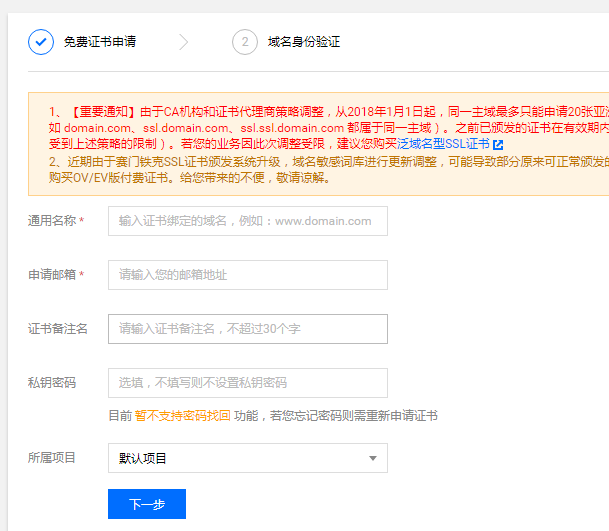 免费证书申请
2 域名身份验证
1、【重要通知】由于CA机构和证书代理商策略调整，从2018年1月1日起，同一主域最多只能申请20张亚洲
如 domain.com、ssl.domain.com、ssl.ssl.domain.com 都属于同一主域）。之前已颁发的证书在有效期内
受到上述策略的限制）。若您的业务因此次调整受限，建议您购买泛域名型SSL证书
2、近期由于赛门铁克SSL证书颁发系统升级，域名敏感词库进行更新调整，可能导致部分原来可正常颁发的
购买OV/EV版付费证书。给您带来的不便，敬请谅解。
通用名称 * 输入证书绑定的域名，例如：www.domain.com
申请邮箱 * 请输入您的邮箱地址
证书备注名 请输入证书备注名，不超过30个字
私钥密码 选填，不填写则不设置私钥密码
目前 暂不支持密码找回 功能，若您忘记密码则需重新申请证书
所属项目 默认项目
下一步